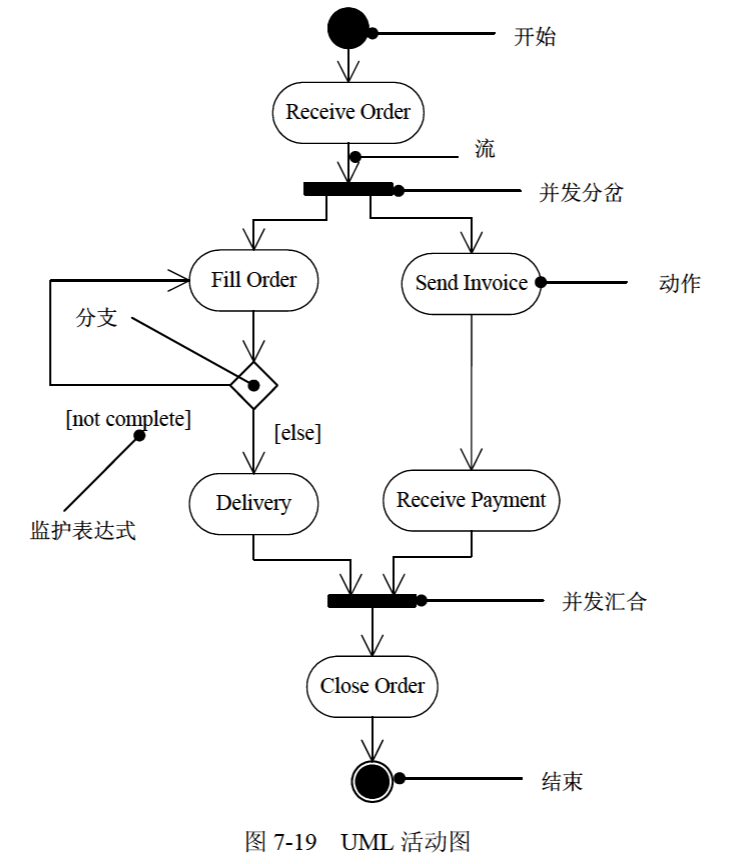 开始
Receive Order
流
并发分岔
Fill Order
Send Invoice
动作
分支
[not complete]
[else]
监护表达式
Delivery
Receive Payment
并发汇合
Close Order
结束
图 7-19 UML 活动图